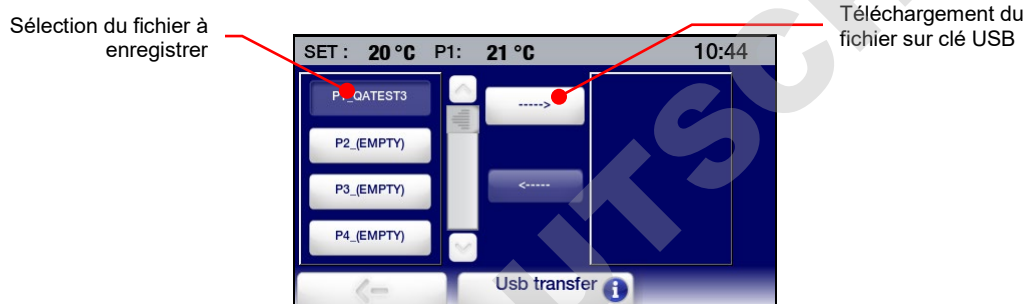 Sélection du fichier à
enregistrer
Téléchargement du
fichier sur clé USB
SET : 20 °C P1: 21 °C 10:44
P1_QATEST3
----->
P2_(EMPTY)
P3_(EMPTY)
<-----
P4_(EMPTY)
Usb transfer